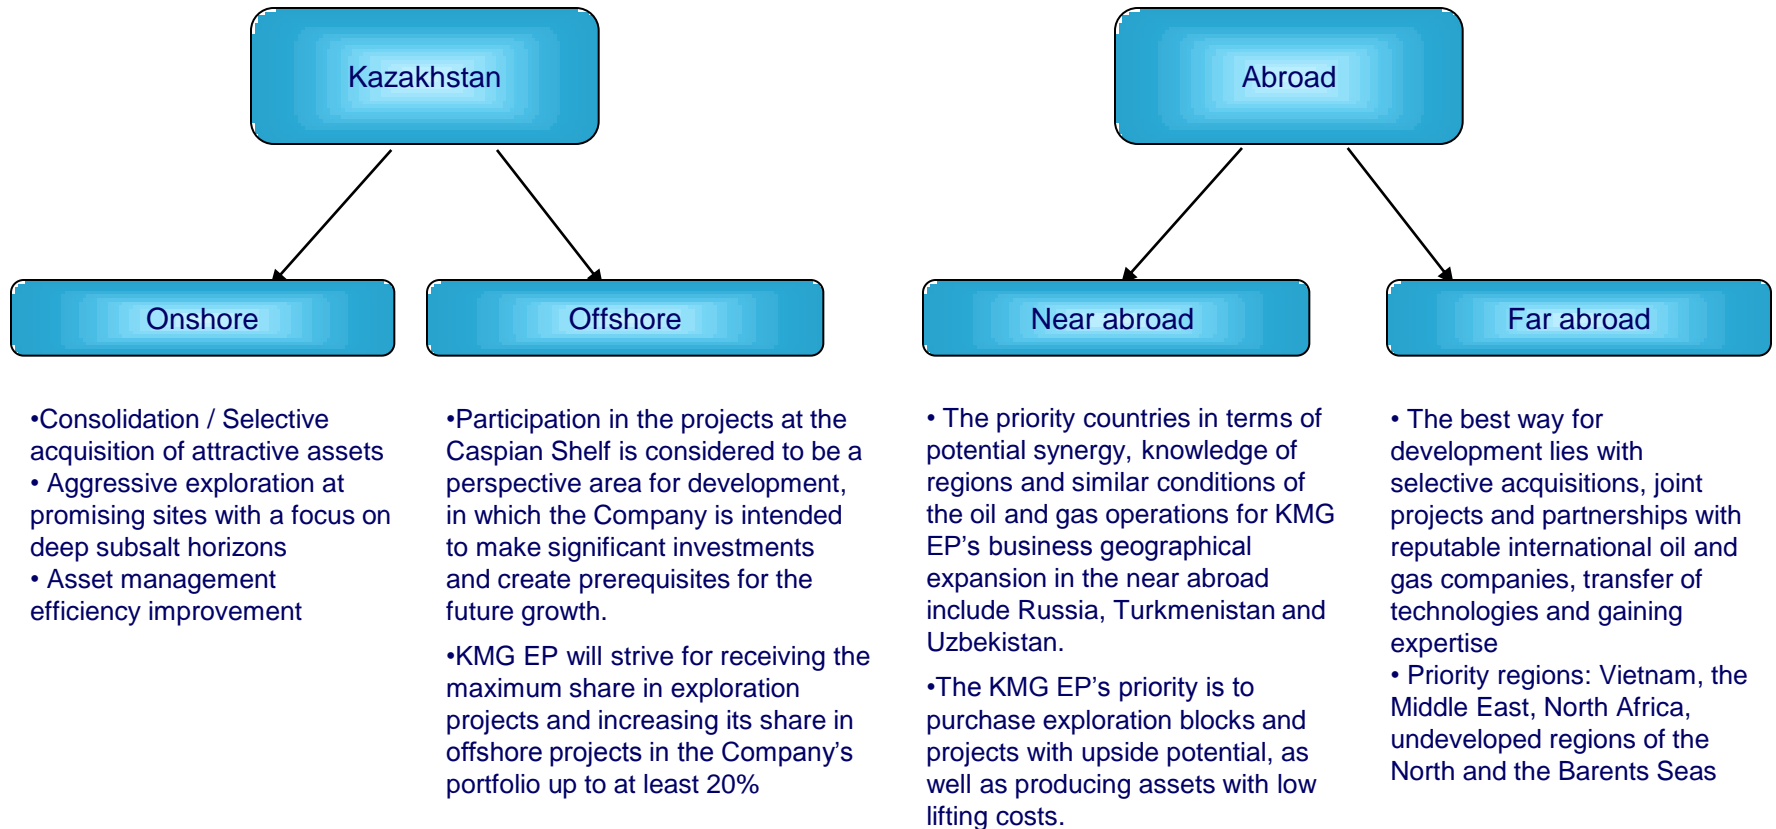 Kazakhstan
Abroad
Onshore
Offshore
Near abroad
Far abroad
•Consolidation / Selective
acquisition of attractive assets
• Aggressive exploration at
promising sites with a focus on
deep subsalt horizons
• Asset management
efficiency improvement
•Participation in the projects at the
Caspian Shelf is considered to be a
perspective area for development,
in which the Company is intended
to make significant investments
and create prerequisites for the
future growth.
•KMG EP will strive for receiving the
maximum share in exploration
projects and increasing its share in
offshore projects in the Company’s
portfolio up to at least 20%
• The priority countries in terms of
potential synergy, knowledge of
regions and similar conditions of
the oil and gas operations for KMG
EP’s business geographical
expansion in the near abroad
include Russia, Turkmenistan and
Uzbekistan.
•The KMG EP’s priority is to
purchase exploration blocks and
projects with upside potential, as
well as producing assets with low
lifting costs.
• The best way for
development lies with
selective acquisitions, joint
projects and partnerships with
reputable international oil and
gas companies, transfer of
technologies and gaining
expertise
• Priority regions: Vietnam, the
Middle East, North Africa,
undeveloped regions of the
North and the Barents Seas